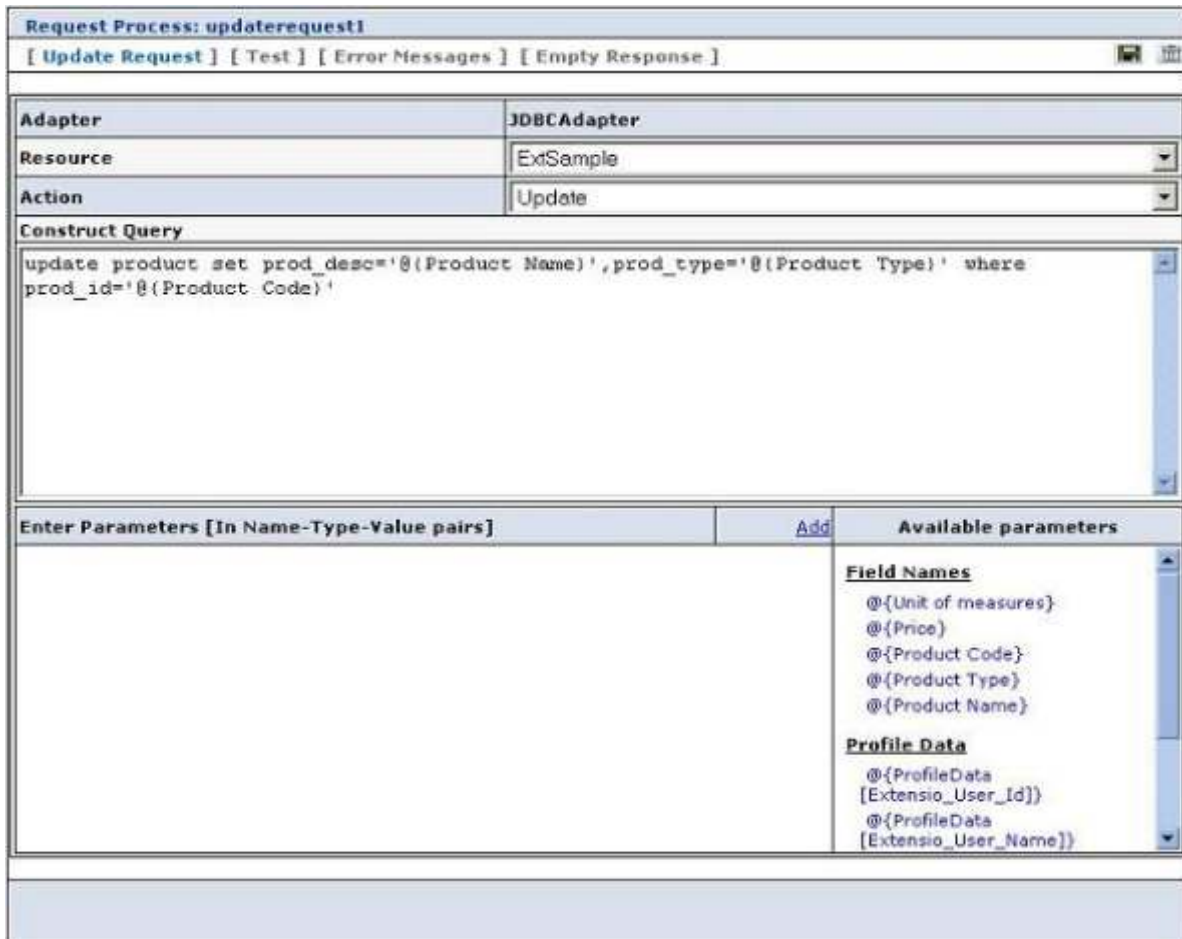 Request Process: updaterequest1
[ Update Request ] [ Test ] [ Error Messages ] [ Empty Response ]
Adapter JDBCAdapter
Resource ExtSample
Action Update
Construct Query
update product set prod_desc='@(Product Name)',prod_type='@(Product Type)' where
prod_id='@(Product Code)'
Enter Parameters [In Name-Type-Value pairs] Add Available parameters
Field Names
@{Unit of measures}
@{Price}
@{Product Code}
@{Product Type}
@{Product Name}
Profile Data
@{ProfileData
[Extensio_User_Id]}
@{ProfileData
[Extensio_User_Name]}